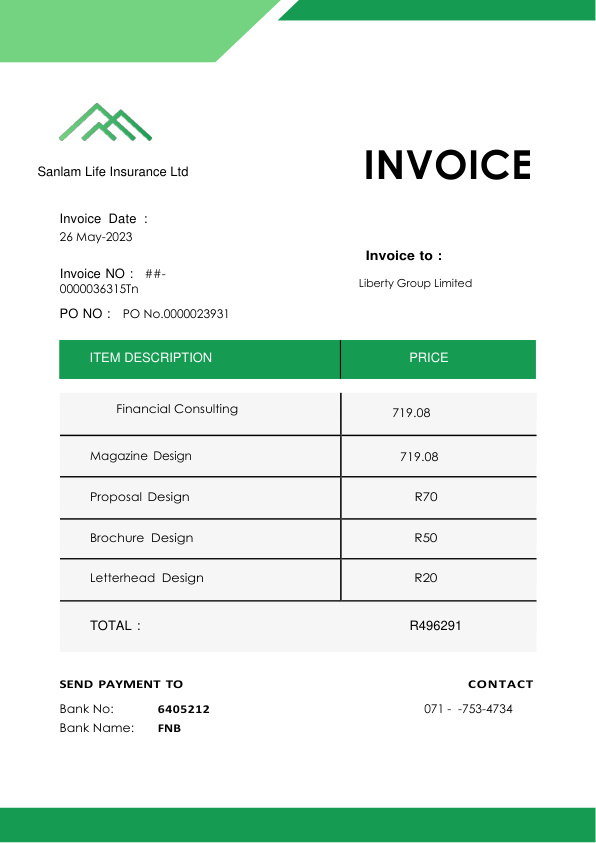 Sanlam Life Insurance Ltd
INVOICE
Invoice Date :
26 May-2023
Invoice to :
Invoice NO : ##-
0000036315Tn
Liberty Group Limited
PO NO : PO No.0000023931
ITEM DESCRIPTION PRICE
Financial Consulting 719.08
Magazine Design 719.08
Proposal Design R70
Brochure Design R50
Letterhead Design R20
TOTAL : R496291
SEND PAYMENT TO CONTACT
Bank No: 6405212 071 - -753-4734
Bank Name: FNB